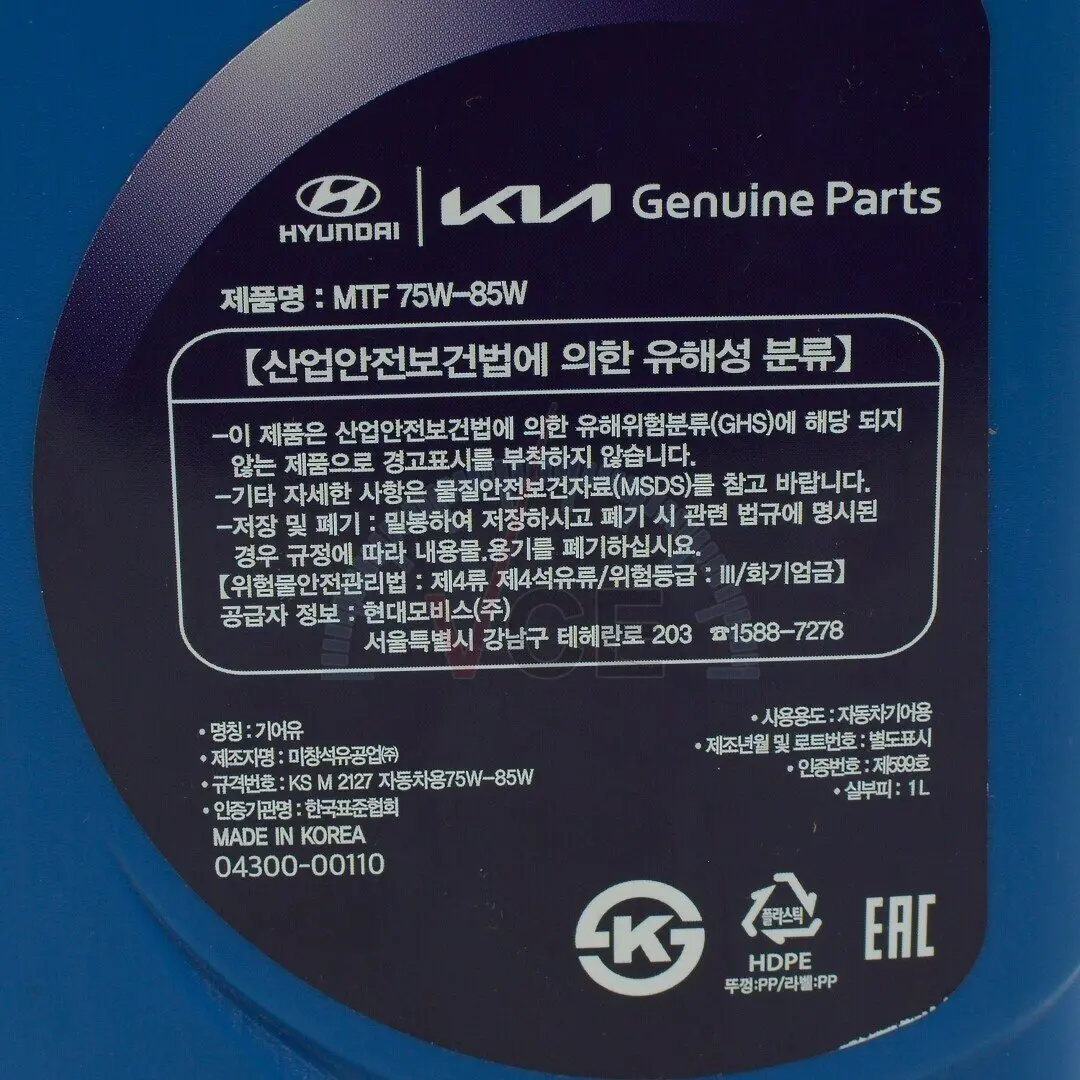 HYUNDAI KIA Genuine Parts
제품명 : MTF 75W-85W
【산업안전보건법에 의한 유해성 분류】
-이 제품은 산업안전보건법에 의한 유해위험분류(GHS)에 해당 되지
않는 제품으로 경고표시를 부착하지 않습니다.
-기타 자세한 사항은 물질안전보건자료(MSDS)를 참고 바랍니다.
-저장 및 폐기 : 밀봉하여 저장하시고 폐기 시 관련 법규에 명시된
경우 규정에 따라 내용물.용기를 폐기하십시요.
【위험물안전관리법 : 제4류 제4석유류/위험등급 : III/화기엄금】
공급자 정보 : 현대모비스(주)
서울특별시 강남구 테헤란로 203 ☎1588-7278
VCE
• 명칭 : 기어유
• 제조자명 : 미창석유공업㈜
• 규격번호 : KS M 2127 자동차용75W-85W
• 인증기관명 : 한국표준협회
MADE IN KOREA
04300-00110
• 사용용도 : 자동차기어용
• 제조년월 및 로트번호 : 별도표시
• 인증번호 : 제599호
• 실부피 : 1L
K
플라스틱
HDPE
뚜껑:PP/라벨:PP
EAC